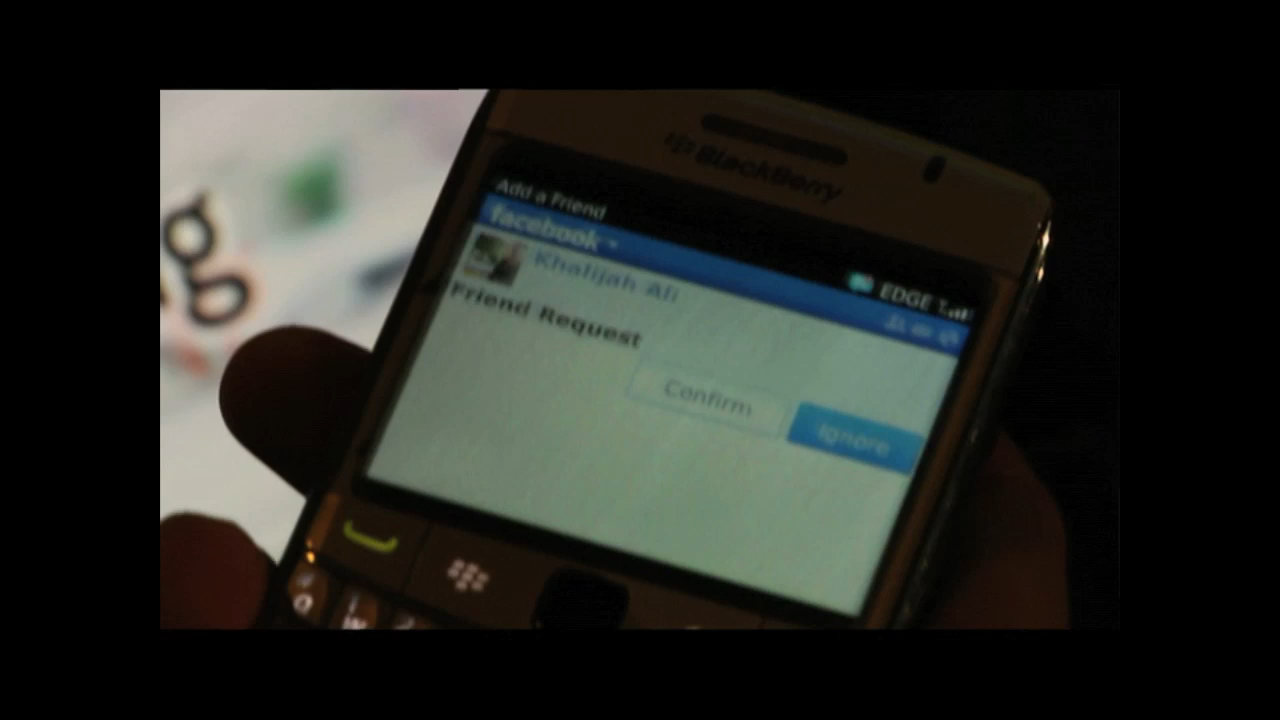 g
BlackBerry
Add a Friend
EDGE
facebook
Khalijah Ali
Friend Request
Confirm
Ignore
Q
W